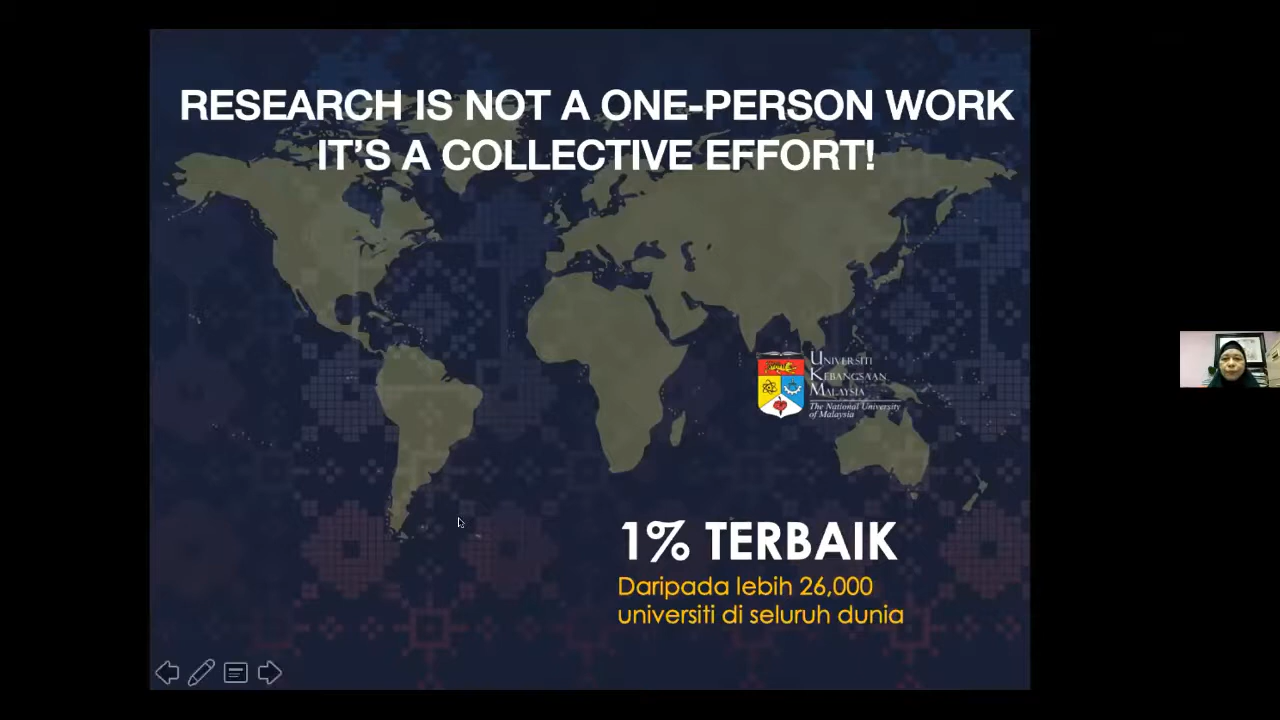 RESEARCH IS NOT A ONE-PERSON WORK
IT'S A COLLECTIVE EFFORT!
UNIVERSITI
KEBANGSAAN
MALAYSIA
The National University
of Malaysia
1% TERBAIK
Daripada lebih 26,000
universiti di seluruh dunia